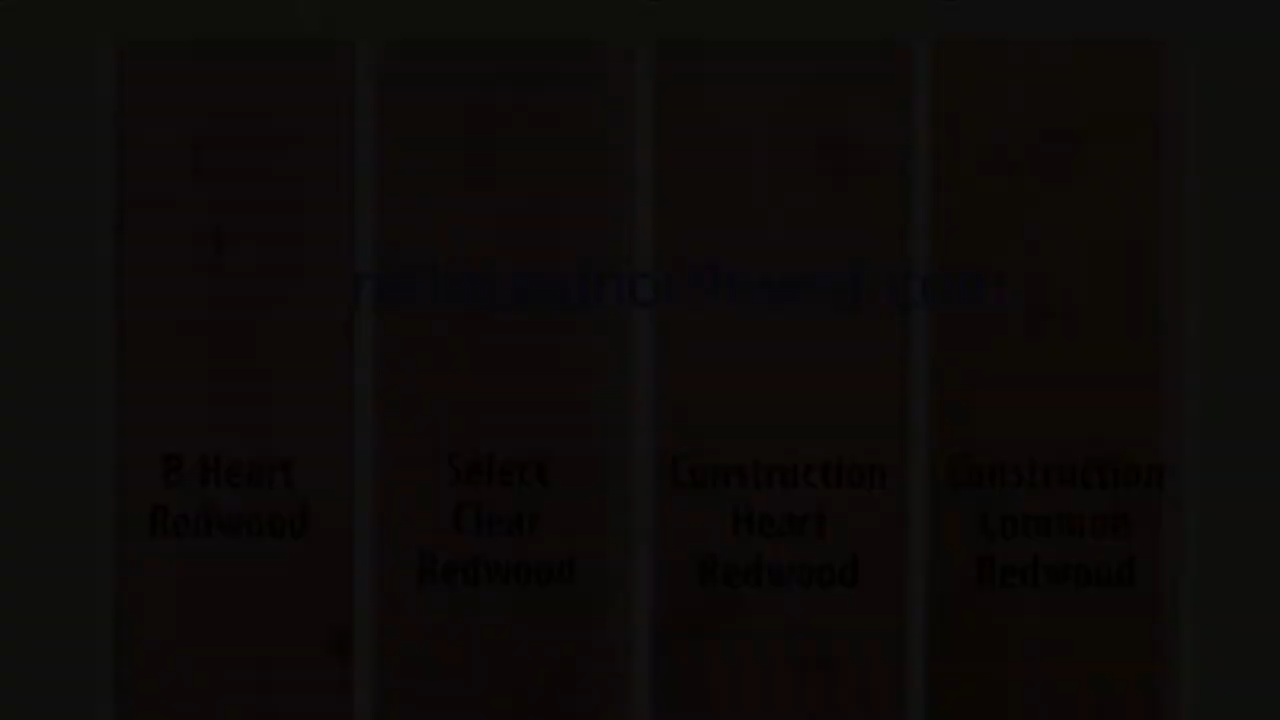 B Heart
Redwood
Select
Clear
Redwood
Construction
Heart
Redwood
Construction
Common
Redwood